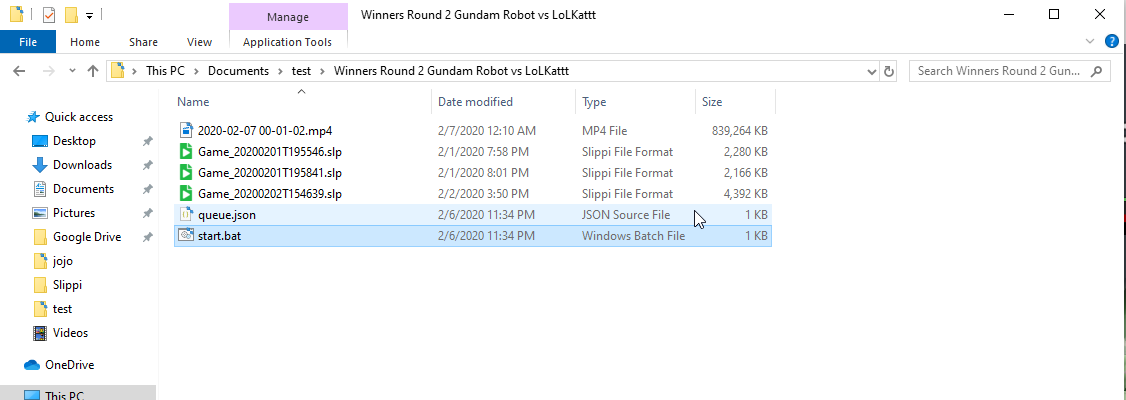 Manage
Winners Round 2 Gundam Robot vs LoLKattt
File Home Share View Application Tools
This PC Documents test Winners Round 2 Gundam Robot vs LoLKattt
Search Winners Round 2 Gun...
Name Date modified Type Size
2020-02-07 00-01-02.mp4 2/7/2020 12:10 AM MP4 File 839,264 KB
Game_20200201T195546.slp 2/1/2020 7:58 PM Slippi File Format 2,280 KB
Game_20200201T195841.slp 2/1/2020 8:01 PM Slippi File Format 2,166 KB
Game_20200202T154639.slp 2/2/2020 3:50 PM Slippi File Format 4,392 KB
queue.json 2/6/2020 11:34 PM JSON Source File 1 KB
start.bat 2/6/2020 11:34 PM Windows Batch File 1 KB
Quick access
Desktop
Downloads
Documents
Pictures
Google Drive
jojo
Slippi
test
Videos
OneDrive
This PC